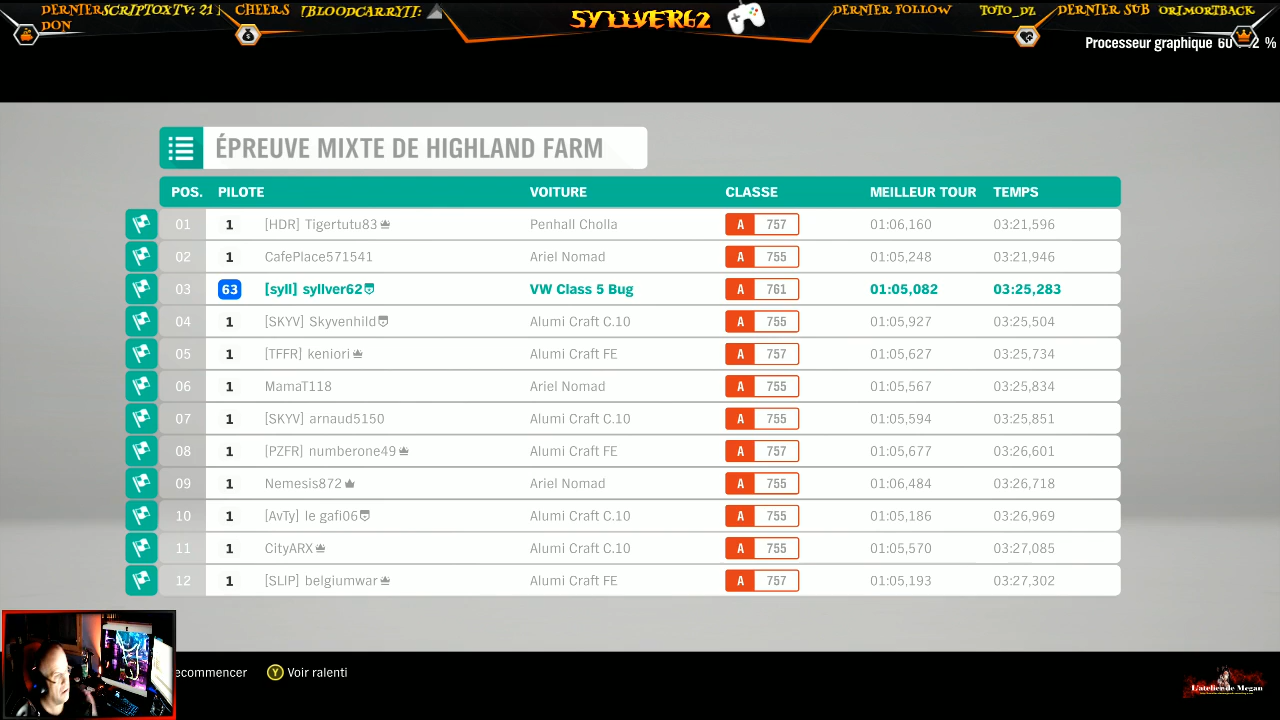 DERNIER DON SCRIPTOXTV: 21
CHEERS [BLOODCARRY]:
SYLLVER62
DERNIER FOLLOW TOTO_DZ
DERNIER SUB ORIMORTBACK
Processeur graphique 60 %
ÉPREUVE MIXTE DE HIGHLAND FARM
POS. PILOTE VOITURE CLASSE MEILLEUR TOUR TEMPS
01 1 [HDR] Tigertutu83 Penhall Cholla A 757 01:06,160 03:21,596
02 1 CafePlace571541 Ariel Nomad A 755 01:05,248 03:21,946
03 63 [syll] syllver62 VW Class 5 Bug A 761 01:05,082 03:25,283
04 1 [SKYV] Skyvenhild Alumi Craft C.10 A 755 01:05,927 03:25,504
05 1 [TFFR] keniori Alumi Craft FE A 757 01:05,627 03:25,734
06 1 MamaT118 Ariel Nomad A 755 01:05,567 03:25,834
07 1 [SKYV] arnaud5150 Alumi Craft C.10 A 755 01:05,594 03:25,851
08 1 [PZFR] numberone49 Alumi Craft FE A 757 01:05,677 03:26,601
09 1 Nemesis872 Ariel Nomad A 755 01:06,484 03:26,718
10 1 [AvTy] le gafi06 Alumi Craft C.10 A 755 01:05,186 03:26,969
11 1 CityARX Alumi Craft C.10 A 755 01:05,570 03:27,085
12 1 [SLIP] belgiumwar Alumi Craft FE A 757 01:05,193 03:27,302
ecommencer Y Voir ralenti
L'atelier de Megan